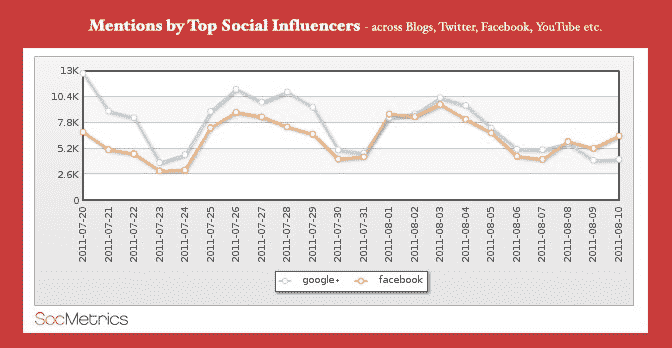 Mentions by Top Social Influencers - across Blogs, Twitter, Facebook, YouTube etc.
13K
10.4K
7.8K
5.2K
2.6K
0
2011-07-20
2011-07-21
2011-07-22
2011-07-23
2011-07-24
2011-07-25
2011-07-26
2011-07-27
2011-07-28
2011-07-29
2011-07-30
2011-07-31
2011-08-01
2011-08-02
2011-08-03
2011-08-04
2011-08-05
2011-08-06
2011-08-07
2011-08-08
2011-08-09
2011-08-10
google+ facebook
SocMetrics